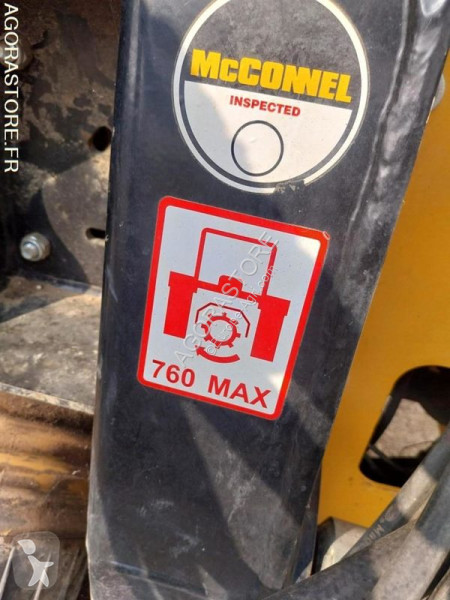 AGORASTORE.FR
McCONNEL
INSPECTED
760 MAX